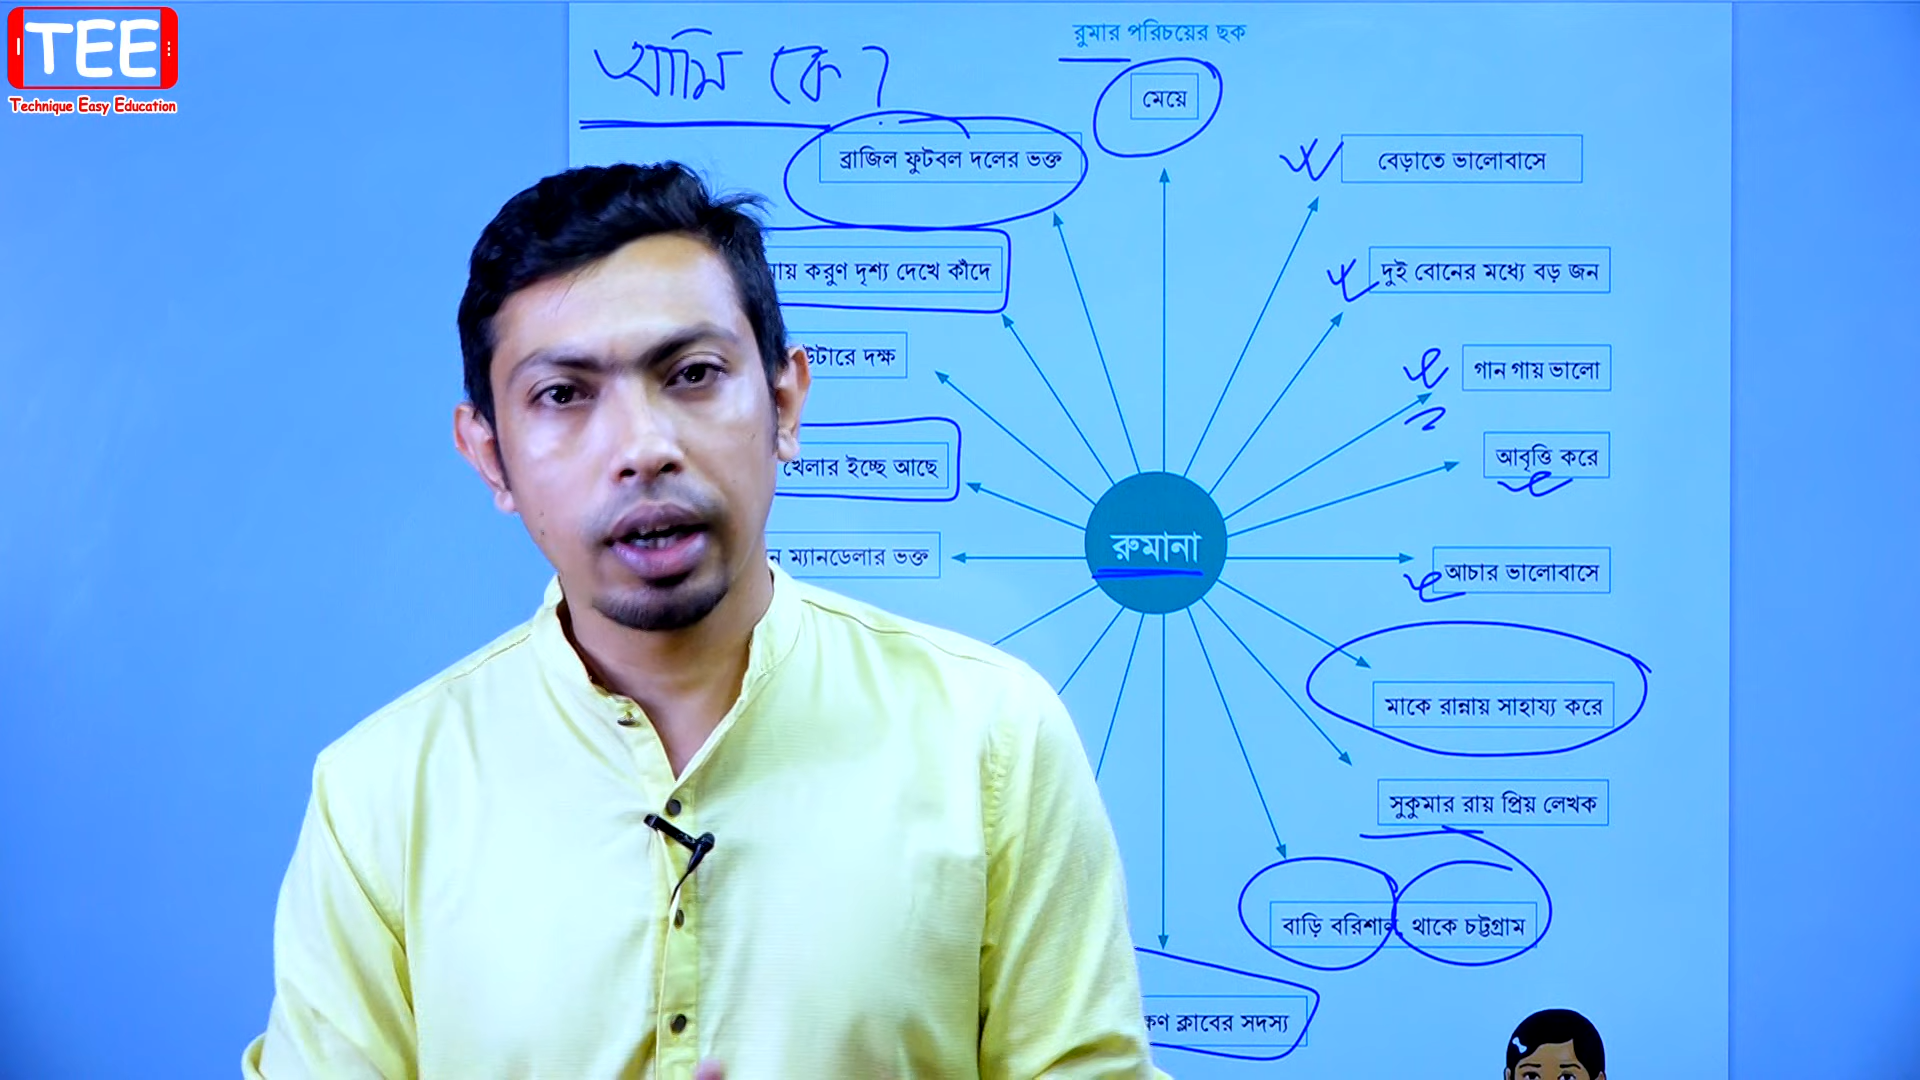 TEE
Technique Easy Education
রুমার পরিচয়ের ছক
আমি কে?
মেয়ে
ব্রাজিল ফুটবল দলের ভক্ত
বেড়াতে ভালোবাসে
করুণ দৃশ্য দেখে কাঁদে
দুই বোনের মধ্যে বড় জন
দক্ষ
গান গায় ভালো
খেলার ইচ্ছে আছে
আবৃত্তি করে
রুমানা
ম্যানডেলার ভক্ত
আচার ভালোবাসে
মাকে রান্নায় সাহায্য করে
সুকুমার রায় প্রিয় লেখক
বাড়ি বরিশাল, থাকে চট্টগ্রাম
ক্লাবের সদস্য